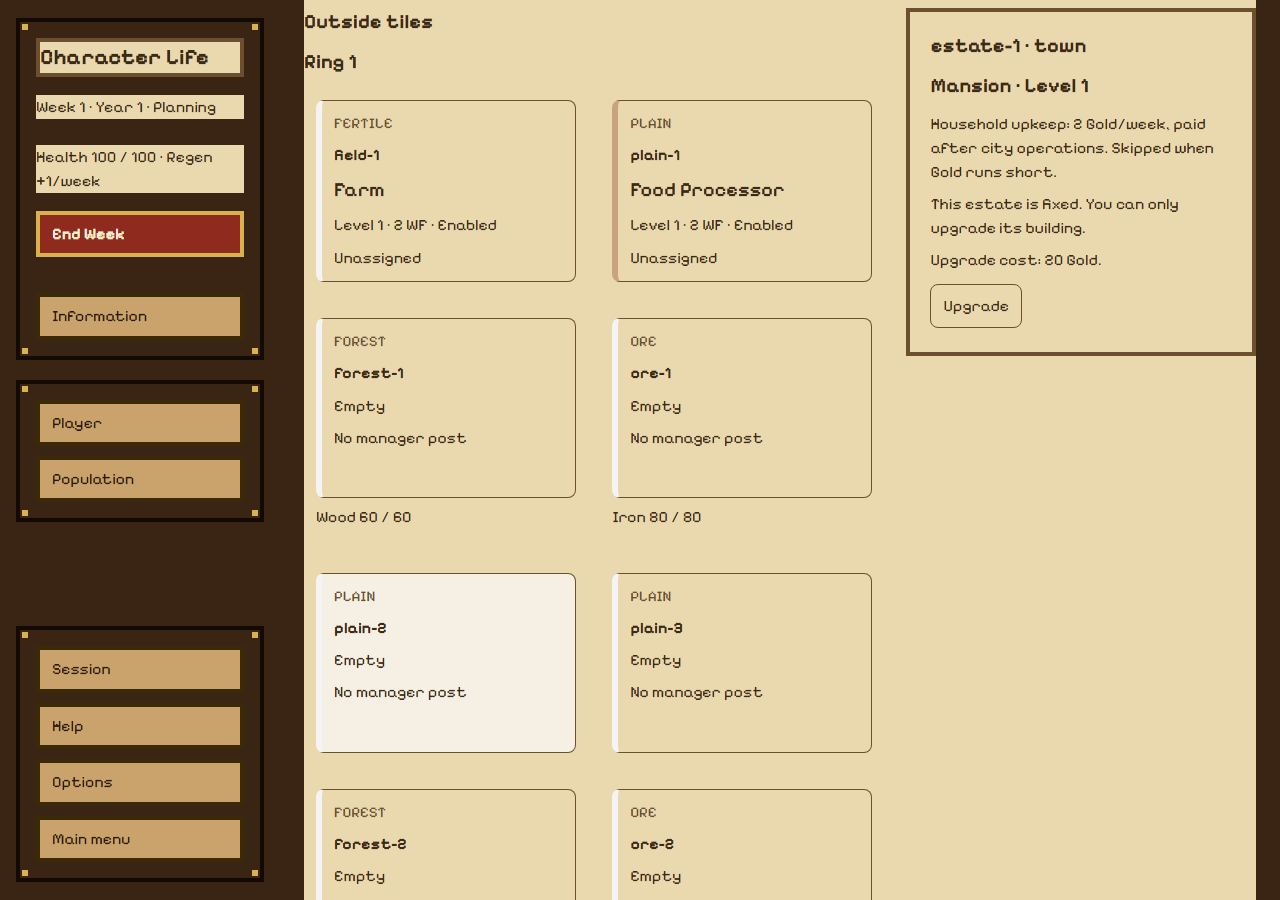 Character Life
Week 1 · Year 1 · Planning
Health 100 / 100 · Regen
+1/week
End Week
Information
Player
Population
Session
Help
Options
Main menu
Outside tiles
Ring 1
FERTILE
field-1
Farm
Level 1 · 2 WF · Enabled
Unassigned
PLAIN
plain-1
Food Processor
Level 1 · 2 WF · Enabled
Unassigned
FOREST
forest-1
Empty
No manager post
Wood 60 / 60
ORE
ore-1
Empty
No manager post
Iron 80 / 80
PLAIN
plain-2
Empty
No manager post
PLAIN
plain-3
Empty
No manager post
FOREST
forest-2
Empty
ORE
ore-2
Empty
estate-1 · town
Mansion · Level 1
Household upkeep: 2 Gold/week, paid
after city operations. Skipped when
Gold runs short.
This estate is fixed. You can only
upgrade its building.
Upgrade cost: 20 Gold.
Upgrade